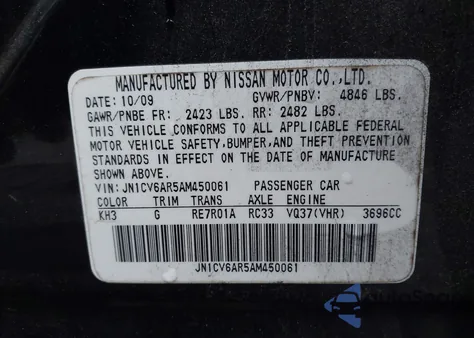 MANUFACTURED BY NISSAN MOTOR CO.,LTD.
DATE: 10/09 GVWR/PNBV: 4846 LBS.
GAWR/PNBE FR: 2423 LBS. RR: 2482 LBS.
THIS VEHICLE CONFORMS TO ALL APPLICABLE FEDERAL
MOTOR VEHICLE SAFETY,BUMPER,AND THEFT PREVENTION
STANDARDS IN EFFECT ON THE DATE OF MANUFACTURE
SHOWN ABOVE.
VIN: JN1CV6AR5AM450061 PASSENGER CAR
COLOR TRIM TRANS AXLE ENGINE
KH3 G RE7R01A RC33 VQ37(VHR) 3696CC
JN1CV6AR5AM450061